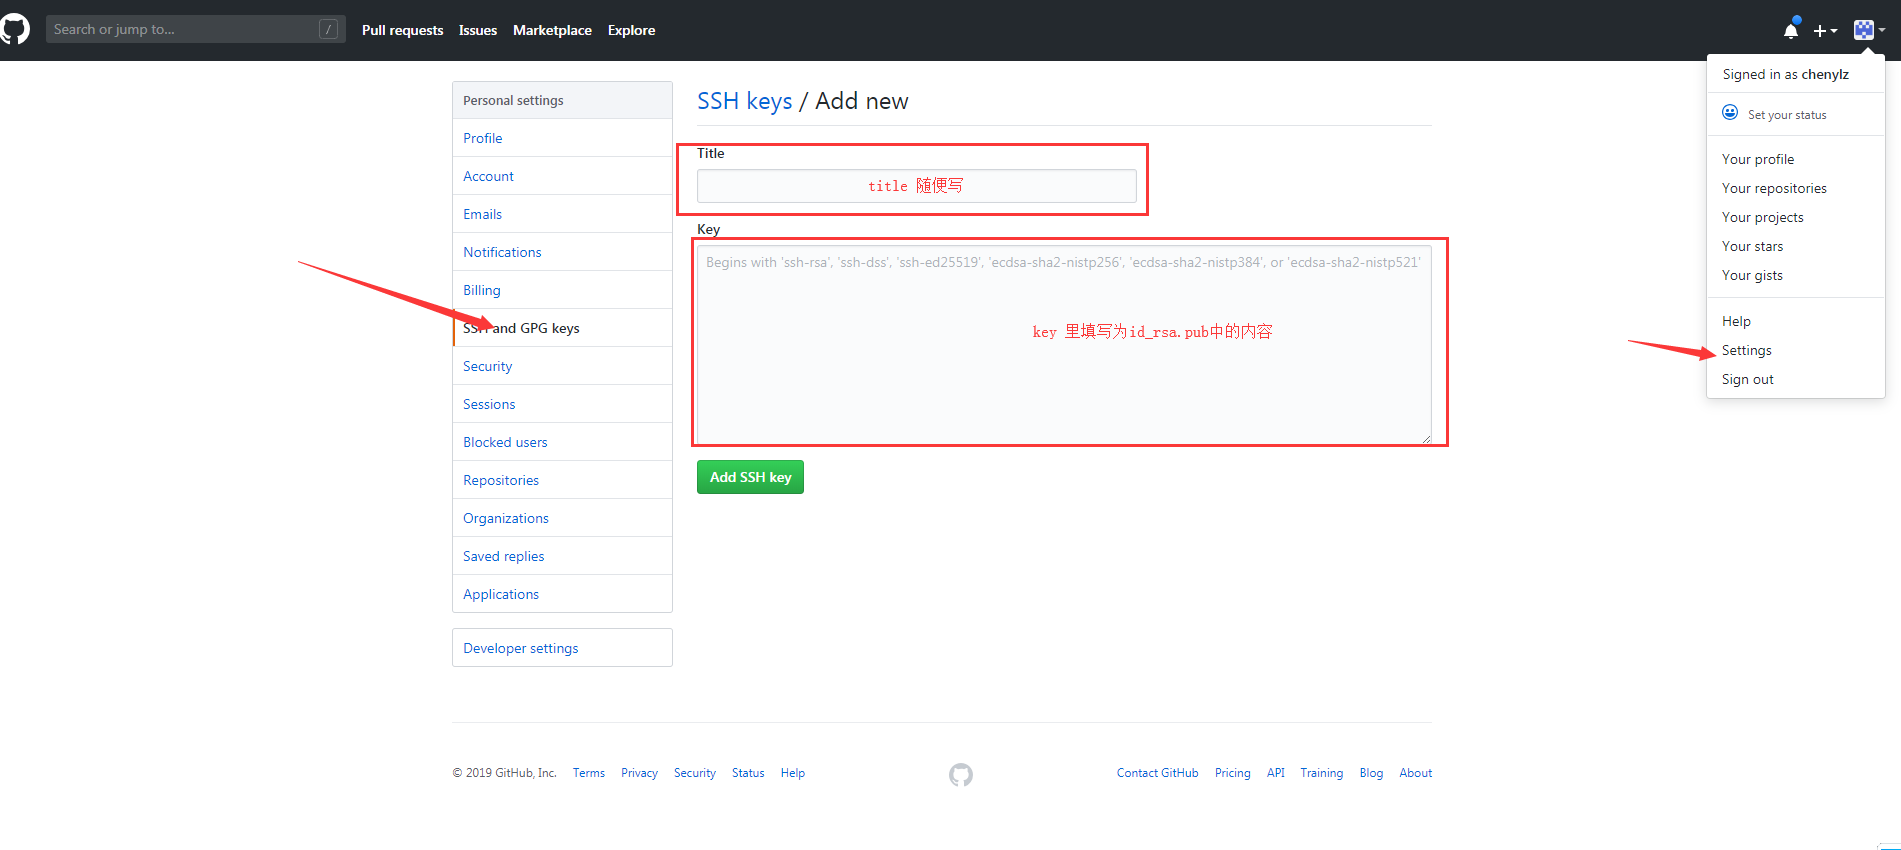 Search or jump to...
/
Pull requests
Issues
Marketplace
Explore
Signed in as chenylz
Set your status
Your profile
Your repositories
Your projects
Your stars
Your gists
Help
Settings
Sign out
Personal settings
Profile
Account
Emails
Notifications
Billing
SSH and GPG keys
Security
Sessions
Blocked users
Repositories
Organizations
Saved replies
Applications
Developer settings
SSH keys / Add new
Title
title 随便写
Key
Begins with 'ssh-rsa', 'ssh-dss', 'ssh-ed25519', 'ecdsa-sha2-nistp256', 'ecdsa-sha2-nistp384', or 'ecdsa-sha2-nistp521'
key 里填写为id_rsa.pub中的内容
Add SSH key
© 2019 GitHub, Inc.
Terms
Privacy
Security
Status
Help
Contact GitHub
Pricing
API
Training
Blog
About